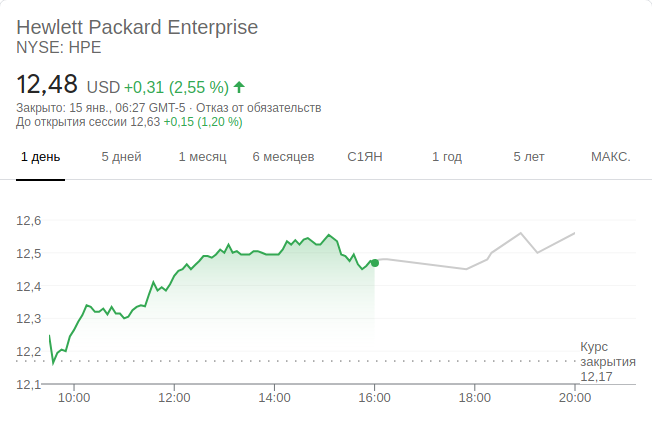 Hewlett Packard Enterprise
NYSE: HPE
12,48 USD +0,31 (2,55 %)
Закрыто: 15 янв., 06:27 GMT-5 · Отказ от обязательств
До открытия сессии 12,63 +0,15 (1,20 %)
1 день 5 дней 1 месяц 6 месяцев С1ЯН 1 год 5 лет МАКС.
12,6
12,5
12,4
12,3
12,2
Курс
закрытия
12,17
12,1
10:00 12:00 14:00 16:00 18:00 20:00